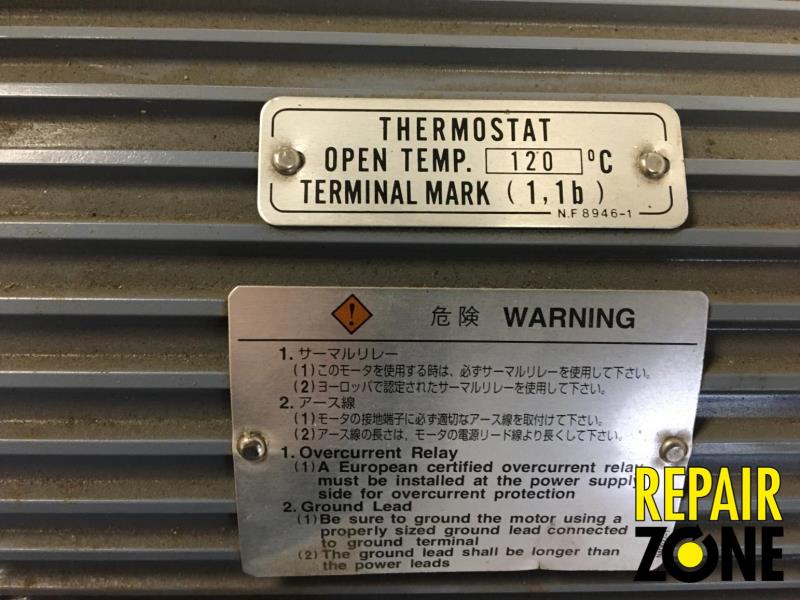 THERMOSTAT
OPEN TEMP. 120 °C
TERMINAL MARK (1,1b)
N.F 8946-1
危険 WARNING
1. サーマルリレー
(1)このモータを使用する時は、必ずサーマルリレーを使用して下さい。
(2)ヨーロッパで認定されたサーマルリレーを使用して下さい。
2. アース線
(1)モータの接地端子に必ず適切なアース線を取付けて下さい。
(2)アース線の長さは、モータの電源リード線より長くして下さい。
1. Overcurrent Relay
(1)A European certified overcurrent relay
must be installed at the power supply
side for overcurrent protection
2. Ground Lead
(1)Be sure to ground the motor using a
properly sized ground lead connected
to ground terminal
(2)The ground lead shall be longer than
the power leads
REPAIR
ZONE